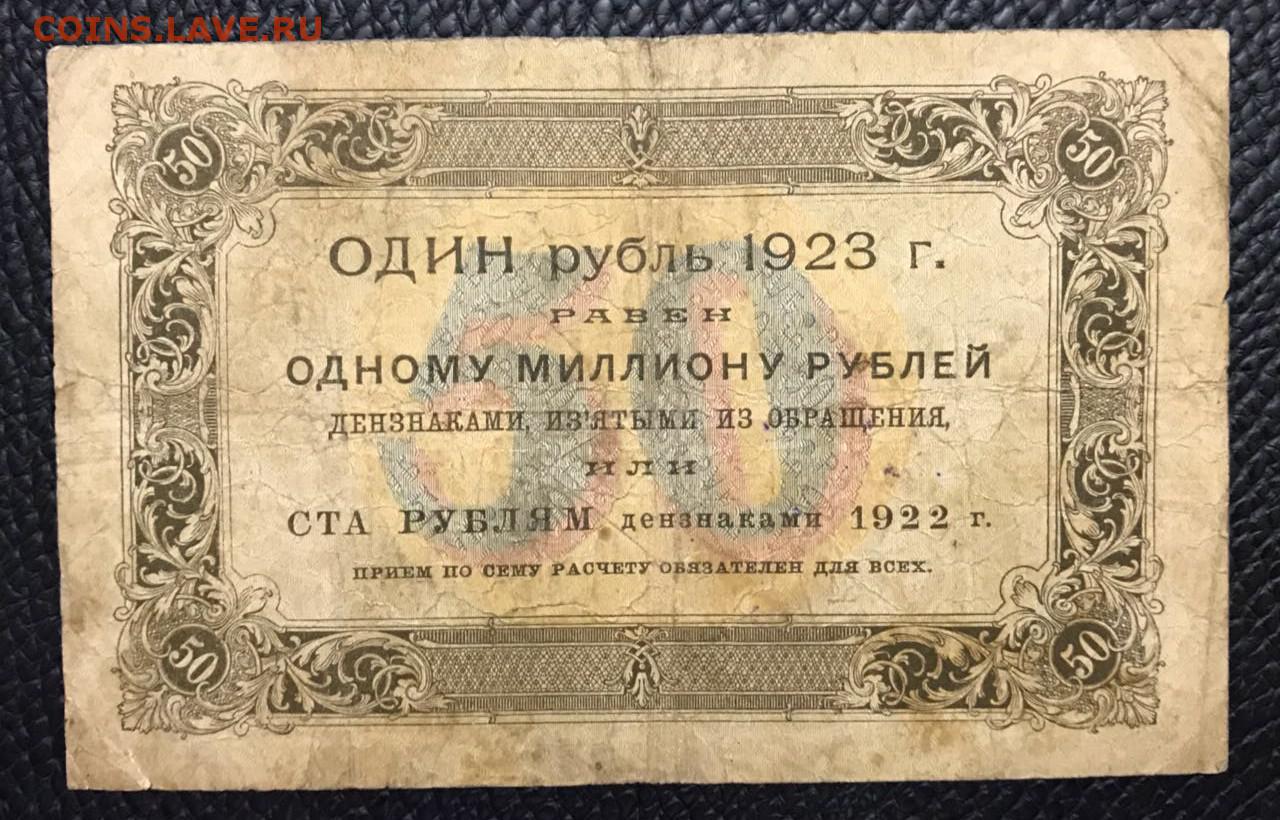 COINS.LAVE.RU
50 50
ОДИН рубль 1923 г.
РАВЕН
ОДНОМУ МИЛЛИОНУ РУБЛЕЙ
ДЕНЗНАКАМИ, ИЗ'ЯТЫМИ ИЗ ОБРАЩЕНИЯ,
ИЛИ
СТА РУБЛЯМ дензнаками 1922 г.
ПРИЕМ ПО СЕМУ РАСЧЕТУ ОБЯЗАТЕЛЕН ДЛЯ ВСЕХ.
50
50 50